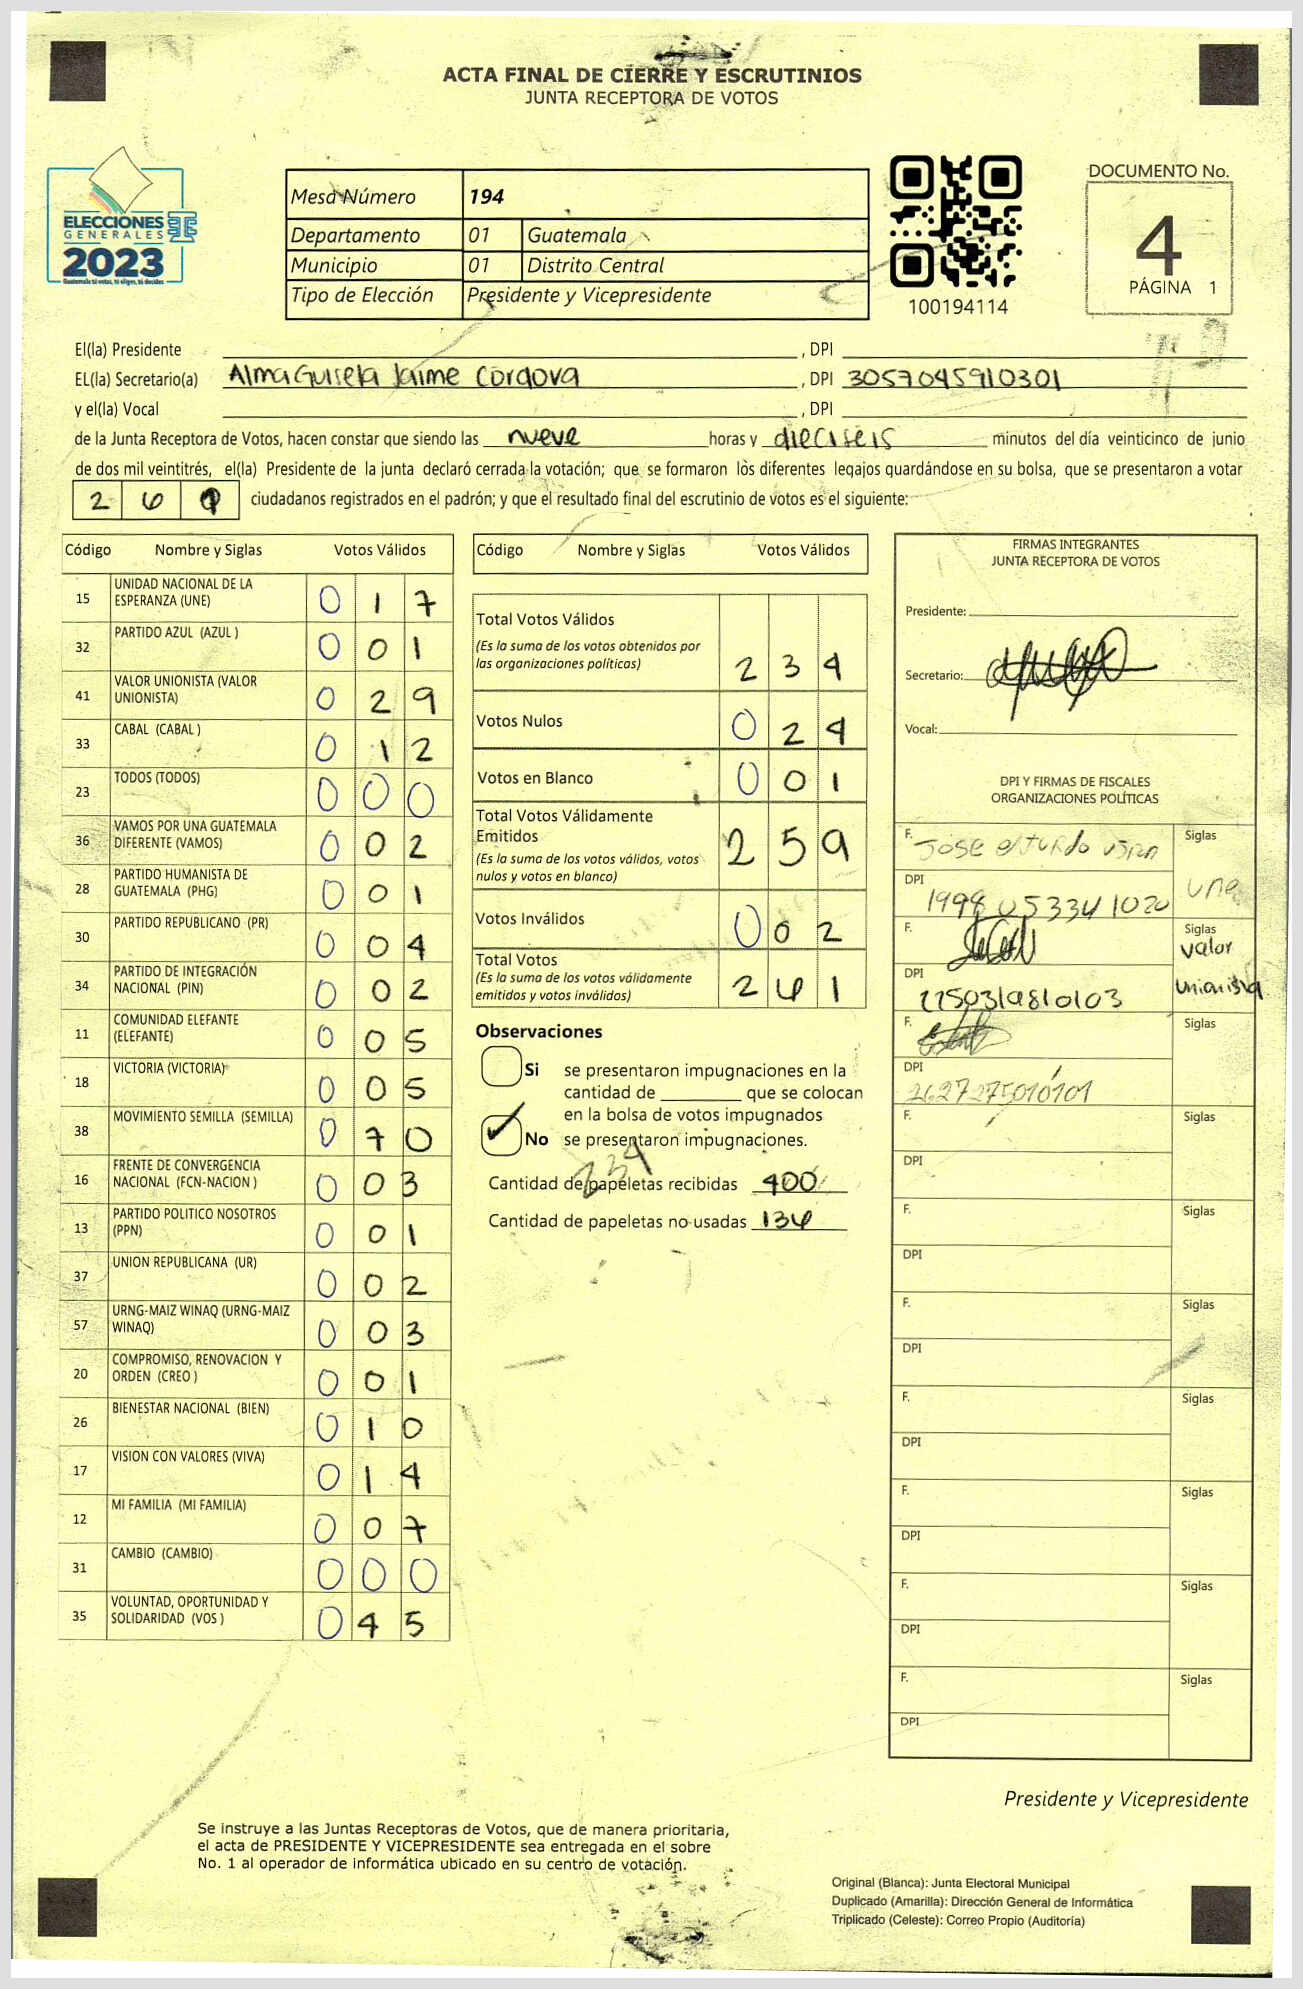 ACTA FINAL DE CIERRE Y ESCRUTINIOS
JUNTA RECEPTORA DE VOTOS
ELECCIONES
GENERALES
2023
Guatemala tú votas, tú eliges, tú decides
Mesa Número 194
Departamento 01 Guatemala
Municipio 01 Distrito Central
Tipo de Elección Presidente y Vicepresidente
100194114
DOCUMENTO No.
4
PÁGINA 1
El(la) Presidente , DPI
EL(la) Secretario(a) Alma Guisela Jaime Cordova , DPI 3057045910301
y el(la) Vocal , DPI
de la Junta Receptora de Votos, hacen constar que siendo las nueve horas y dieciseis minutos del día veinticinco de junio
de dos mil veintitrés, el(la) Presidente de la junta declaró cerrada la votación; que se formaron los diferentes legajos quardándose en su bolsa, que se presentaron a votar
2 6 1 ciudadanos registrados en el padrón; y que el resultado final del escrutinio de votos es el siguiente:
Código Nombre y Siglas Votos Válidos
15 UNIDAD NACIONAL DE LA ESPERANZA (UNE) 0 1 7
32 PARTIDO AZUL (AZUL ) 0 0 1
41 VALOR UNIONISTA (VALOR UNIONISTA) 0 2 9
33 CABAL (CABAL ) 0 1 2
23 TODOS (TODOS) 0 0 0
36 VAMOS POR UNA GUATEMALA DIFERENTE (VAMOS) 0 0 2
28 PARTIDO HUMANISTA DE GUATEMALA (PHG) 0 0 1
30 PARTIDO REPUBLICANO (PR) 0 0 4
34 PARTIDO DE INTEGRACIÓN NACIONAL (PIN) 0 0 2
11 COMUNIDAD ELEFANTE (ELEFANTE) 0 0 5
18 VICTORIA (VICTORIA) 0 0 5
38 MOVIMIENTO SEMILLA (SEMILLA) 0 7 0
16 FRENTE DE CONVERGENCIA NACIONAL (FCN-NACION ) 0 0 3
13 PARTIDO POLITICO NOSOTROS (PPN) 0 0 1
37 UNION REPUBLICANA (UR) 0 0 2
57 URNG-MAIZ WINAQ (URNG-MAIZ WINAQ) 0 0 3
20 COMPROMISO, RENOVACION Y ORDEN (CREO ) 0 0 1
26 BIENESTAR NACIONAL (BIEN) 0 1 0
17 VISION CON VALORES (VIVA) 0 1 4
12 MI FAMILIA (MI FAMILIA) 0 0 7
31 CAMBIO (CAMBIO) 0 0 0
35 VOLUNTAD, OPORTUNIDAD Y SOLIDARIDAD (VOS ) 0 4 5
Código Nombre y Siglas Votos Válidos
Total Votos Válidos 2 3 4
(Es la suma de los votos obtenidos por
las organizaciones políticas)
Votos Nulos 0 2 4
Votos en Blanco 0 0 1
Total Votos Válidamente
Emitidos 2 5 9
(Es la suma de los votos válidos, votos
nulos y votos en blanco)
Votos Inválidos 0 0 2
Total Votos
(Es la suma de los votos válidamente
emitidos y votos inválidos) 2 6 1
Observaciones
Si se presentaron impugnaciones en la
cantidad de que se colocan
en la bolsa de votos impugnados
No se presentaron impugnaciones.
234
Cantidad de papeletas recibidas 400
Cantidad de papeletas no usadas 136
FIRMAS INTEGRANTES
JUNTA RECEPTORA DE VOTOS
Presidente:
Secretario:
Vocal:
DPI Y FIRMAS DE FISCALES
ORGANIZACIONES POLÍTICAS
F. Jose Siglas
DPI 1998 05334 1020 une
F. Siglas
valor
DPI 2250319810103 unionista
F. Siglas
DPI 2627275010101
F. Siglas
DPI
F. Siglas
DPI
F. Siglas
DPI
F. Siglas
DPI
F. Siglas
DPI
F. Siglas
DPI
F. Siglas
DPI
Presidente y Vicepresidente
Se instruye a las Juntas Receptoras de Votos, que de manera prioritaria,
el acta de PRESIDENTE Y VICEPRESIDENTE sea entregada en el sobre
No. 1 al operador de informática ubicado en su centro de votación.
Original (Blanca): Junta Electoral Municipal
Duplicado (Amarilla): Dirección General de Informática
Triplicado (Celeste): Correo Propio (Auditoría)